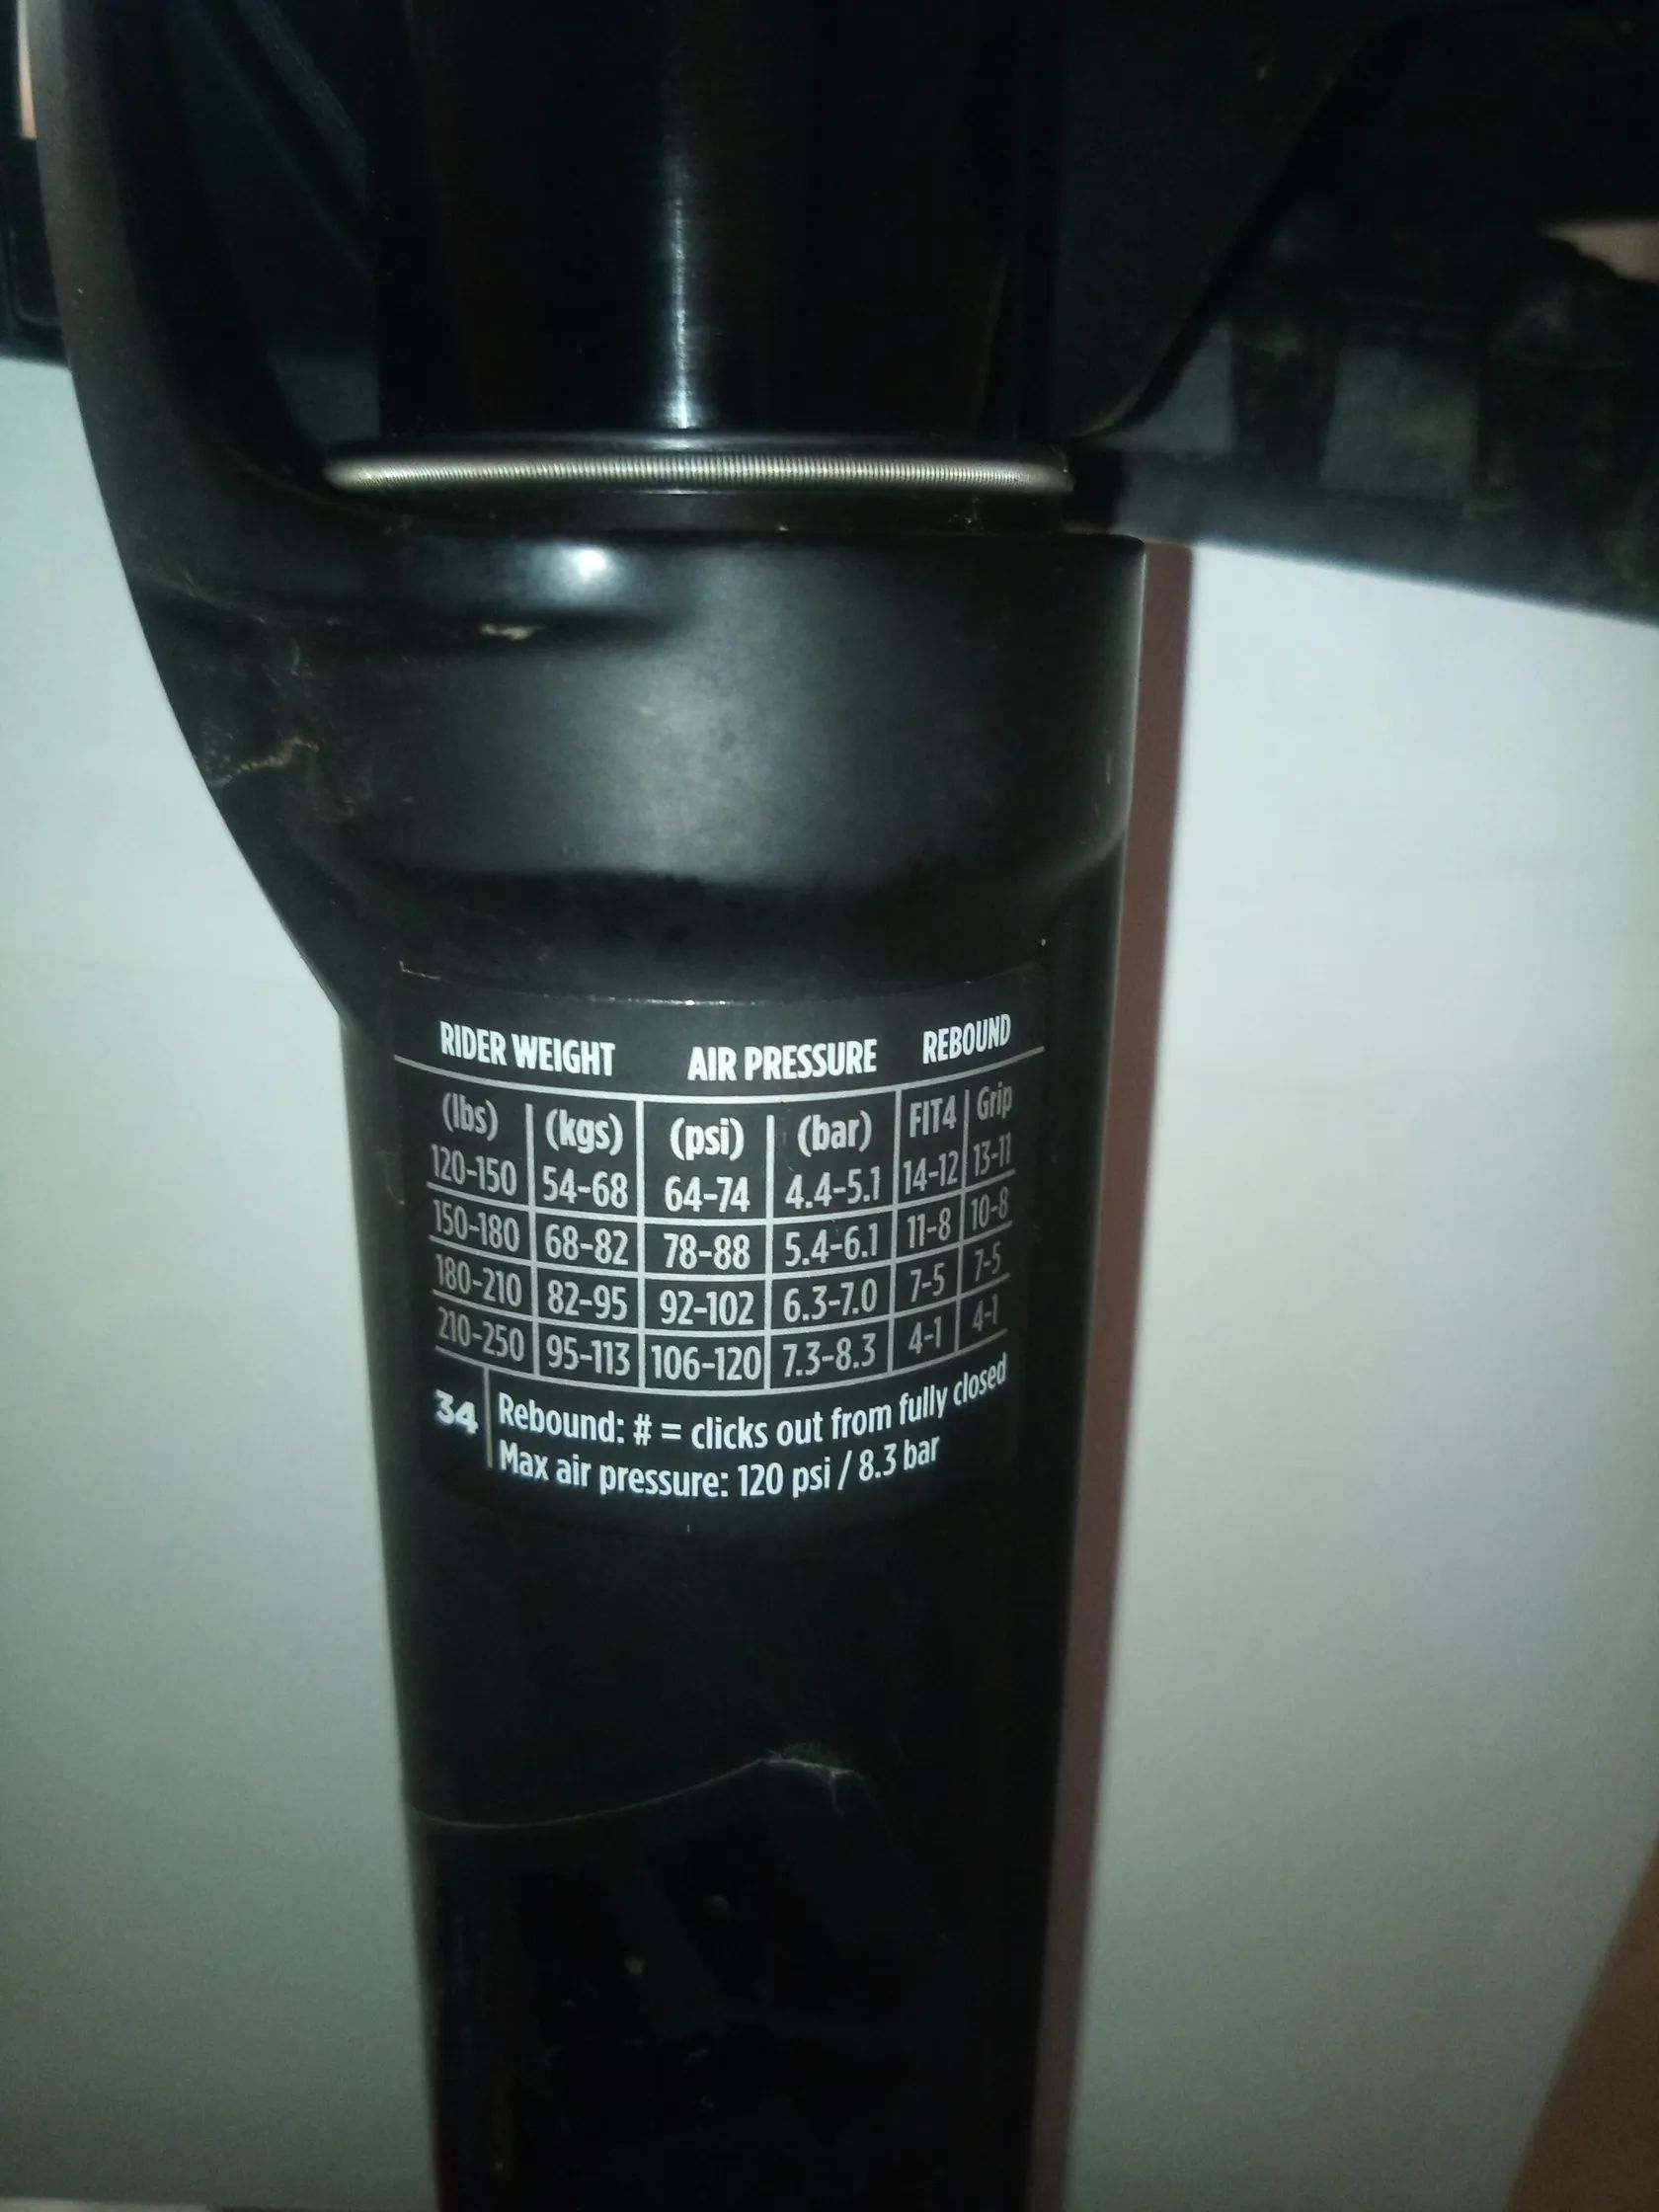 RIDER WEIGHT AIR PRESSURE REBOUND
(lbs) (kgs) (psi) (bar) FIT4 Grip
120-150 54-68 64-74 4.4-5.1 14-12 13-11
150-180 68-82 78-88 5.4-6.1 11-8 10-8
180-210 82-95 92-102 6.3-7.0 7-5 7-5
210-250 95-113 106-120 7.3-8.3 4-1 4-1
34 Rebound: # = clicks out from fully closed
Max air pressure: 120 psi / 8.3 bar